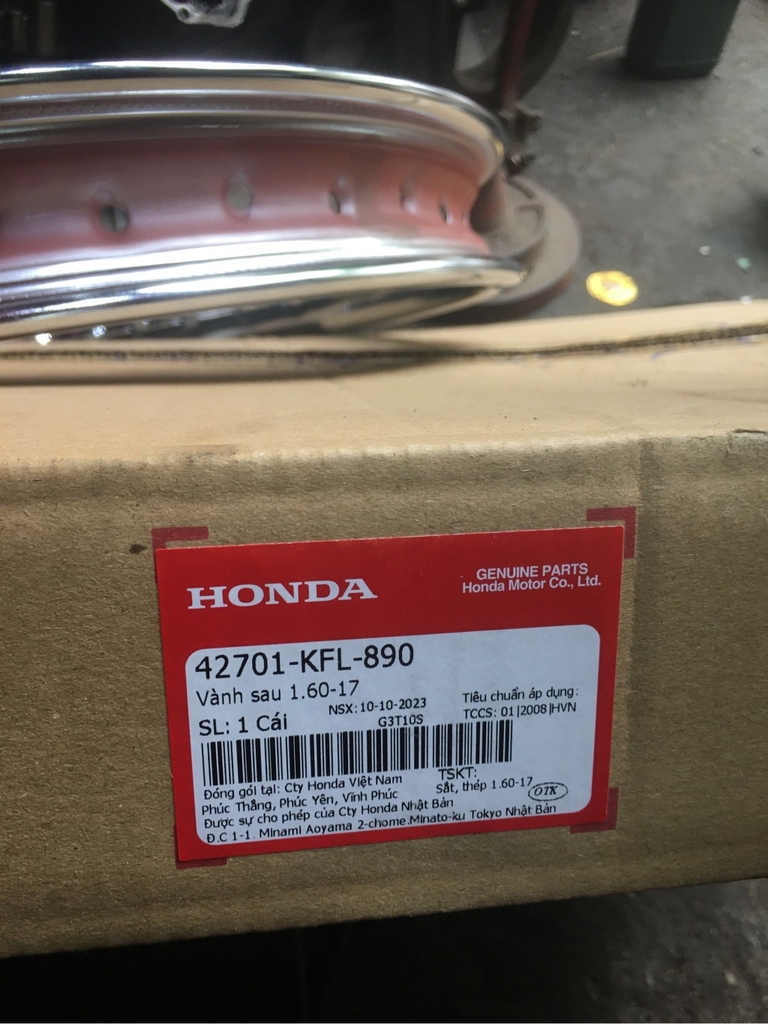 HONDA
GENUINE PARTS
Honda Motor Co., Ltd.
42701-KFL-890
Vành sau 1.60-17
NSX: 10-10-2023
Tiêu chuẩn áp dụng:
SL: 1 Cái
G3T10S
TCCS: 01|2008|HVN
Đóng gói tại: Cty Honda Việt Nam
TSKT:
Phúc Thắng, Phúc Yên, Vĩnh Phúc
Sắt, thép 1.60-17
OTK
Được sự cho phép của Cty Honda Nhật Bản
Đ.C 1-1. Minami Aoyama 2-chome.Minato-ku Tokyo Nhật Bản